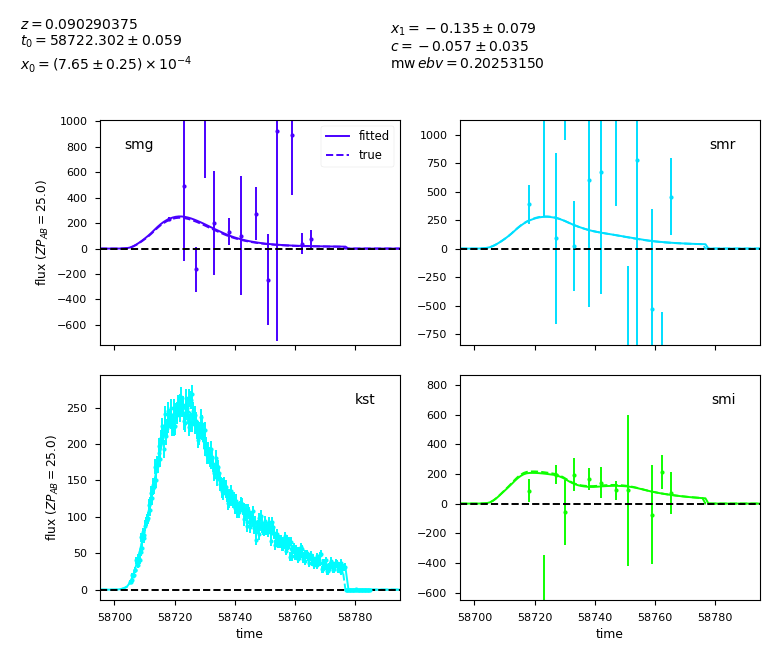 z = 0.090290375
t₀ = 58722.302 ± 0.059
x₀ = (7.65 ± 0.25) × 10⁻⁴
x₁ = −0.135 ± 0.079
c = −0.057 ± 0.035
mw ebv = 0.20253150
smg
fitted
true
1000
800
600
400
200
0
−200
−400
−600
flux (ZP_AB = 25.0)
smr
1000
750
500
250
0
−250
−500
−750
kst
250
200
150
100
50
0
flux (ZP_AB = 25.0)
58700 58720 58740 58760 58780
time
smi
800
600
400
200
0
−200
−400
−600
58700 58720 58740 58760 58780
time